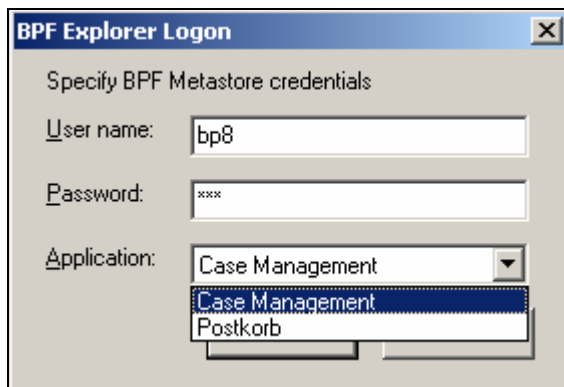 BPF Explorer Logon
Specify BPF Metastore credentials
User name: bp8
Password: ***
Application: Case Management
Case Management
Postkorb